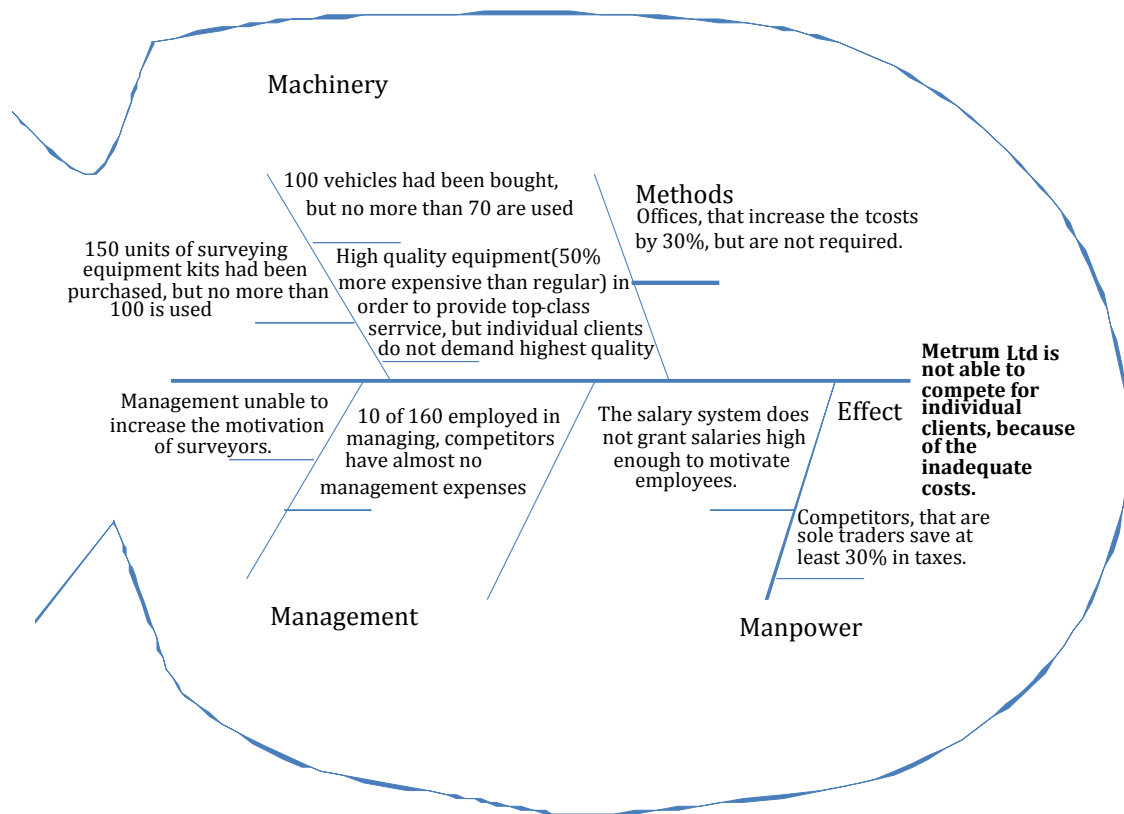 Machinery
100 vehicles had been bought,
but no more than 70 are used
Methods
Offices, that increase the tcosts
by 30%, but are not required.
150 units of surveying
equipment kits had been
purchased, but no more than
100 is used
High quality equipment(50%
more expensive than regular) in
order to provide top-class
serrvice, but individual clients
do not demand highest quality
Metrum Ltd is
not able to
compete for
individual
clients, because
of the
inadequate
costs.
Effect
Management unable to
increase the motivation
of surveyors.
10 of 160 employed in
managing, competitors
have almost no
management expenses
The salary system does
not grant salaries high
enough to motivate
employees.
Competitors, that are
sole traders save at
least 30% in taxes.
Management
Manpower